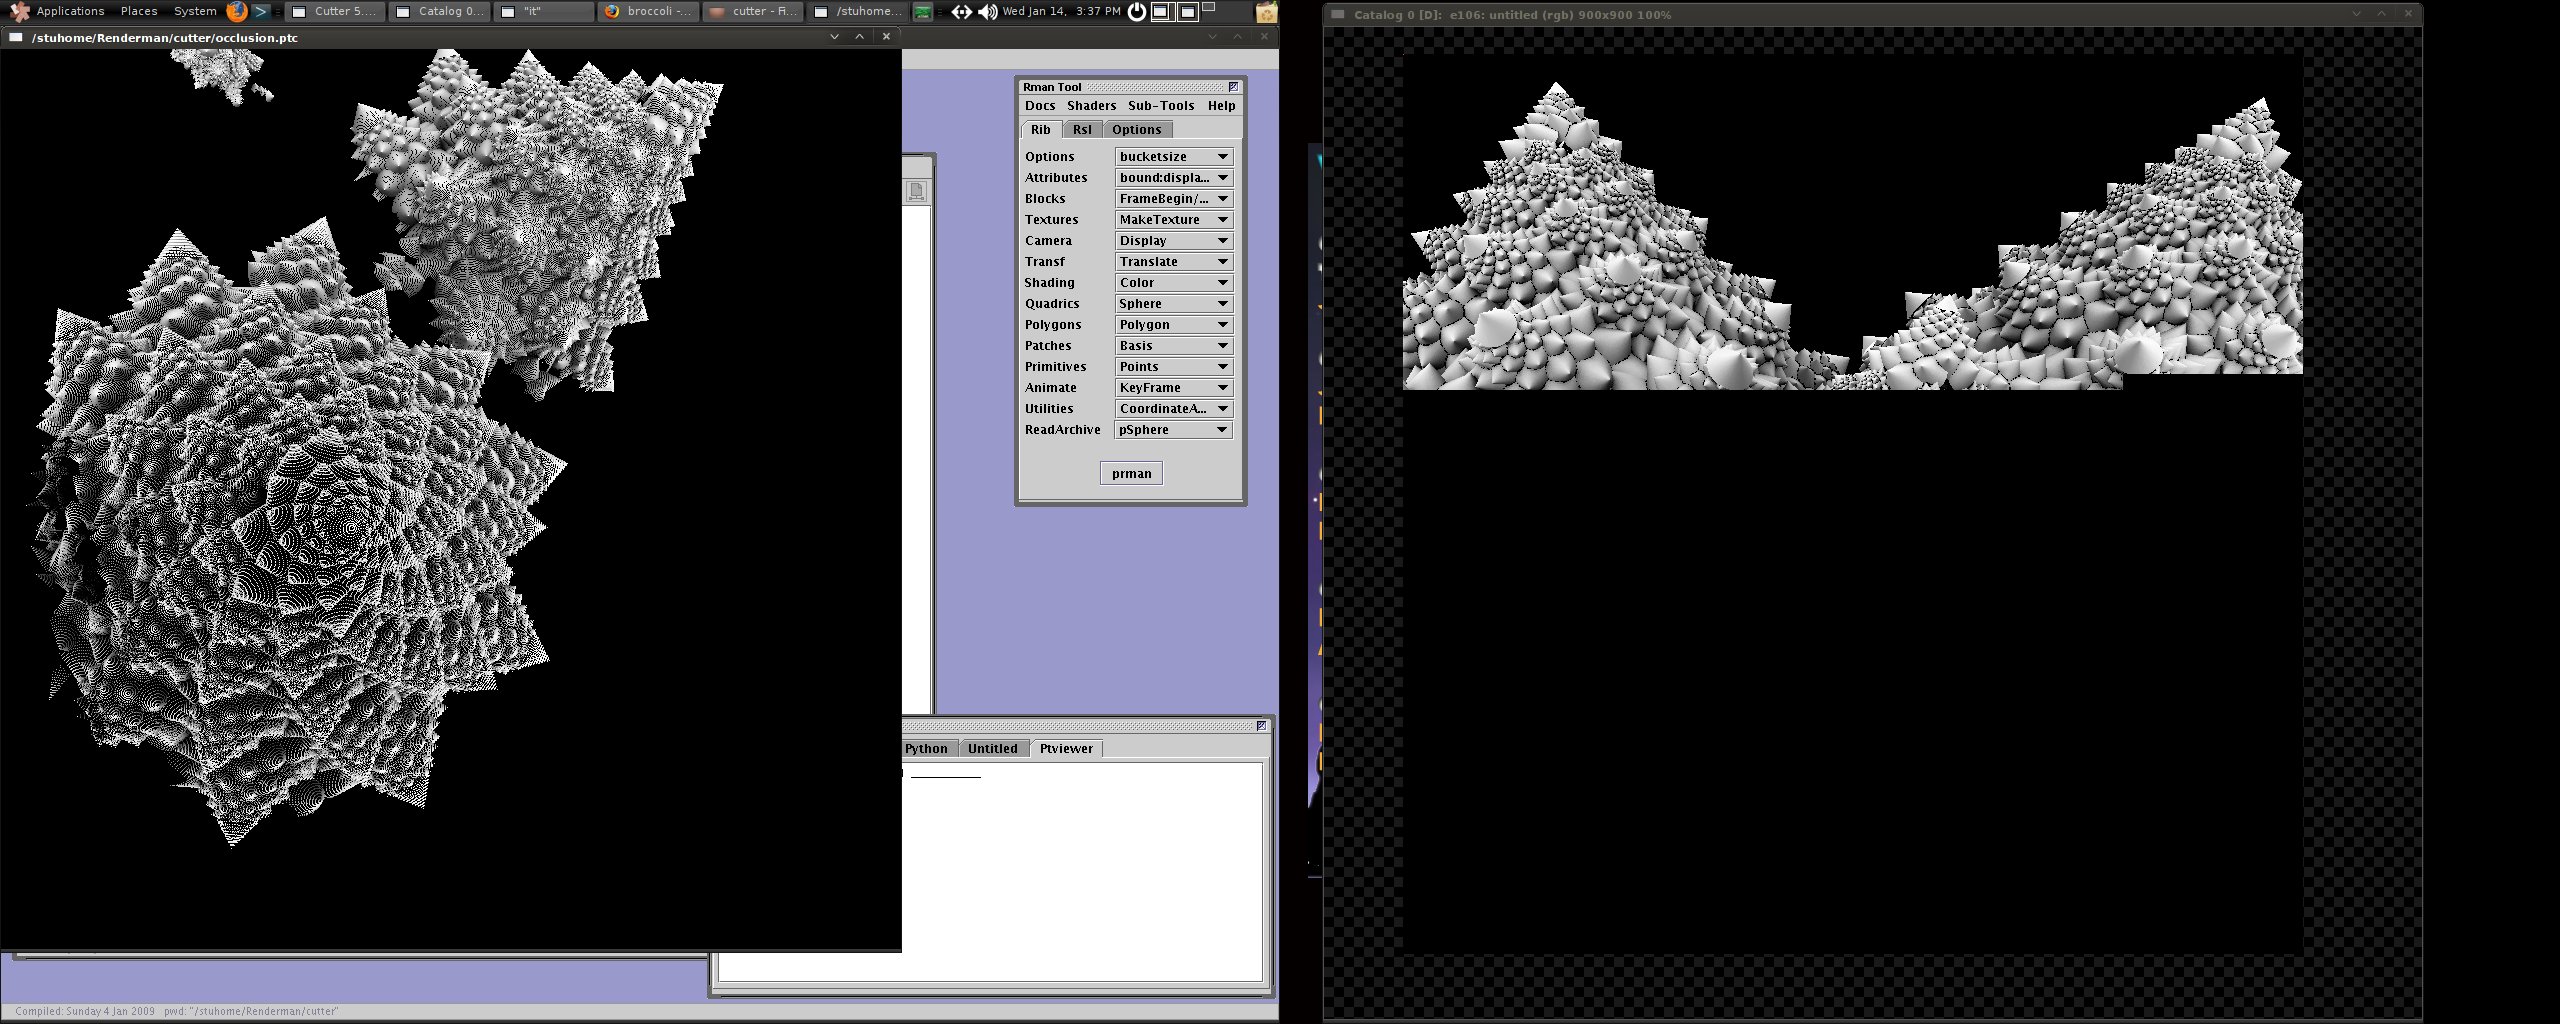 Applications Places System Cutter 5.... Catalog 0... "it" broccoli -... cutter - Fi... /stuhome... Wed Jan 14, 3:37 PM
/stuhome/Renderman/cutter/occlusion.ptc
Catalog 0 [D]: e106: untitled (rgb) 900x900 100%
Rman Tool
Docs Shaders Sub-Tools Help
Rib Rsl Options
Options bucketsize
Attributes bound:displa...
Blocks FrameBegin/...
Textures MakeTexture
Camera Display
Transf Translate
Shading Color
Quadrics Sphere
Polygons Polygon
Patches Basis
Primitives Points
Animate KeyFrame
Utilities CoordinateA...
ReadArchive pSphere
prman
Python Untitled Ptviewer
Compiled: Sunday 4 Jan 2009 pwd: "/stuhome/Renderman/cutter"